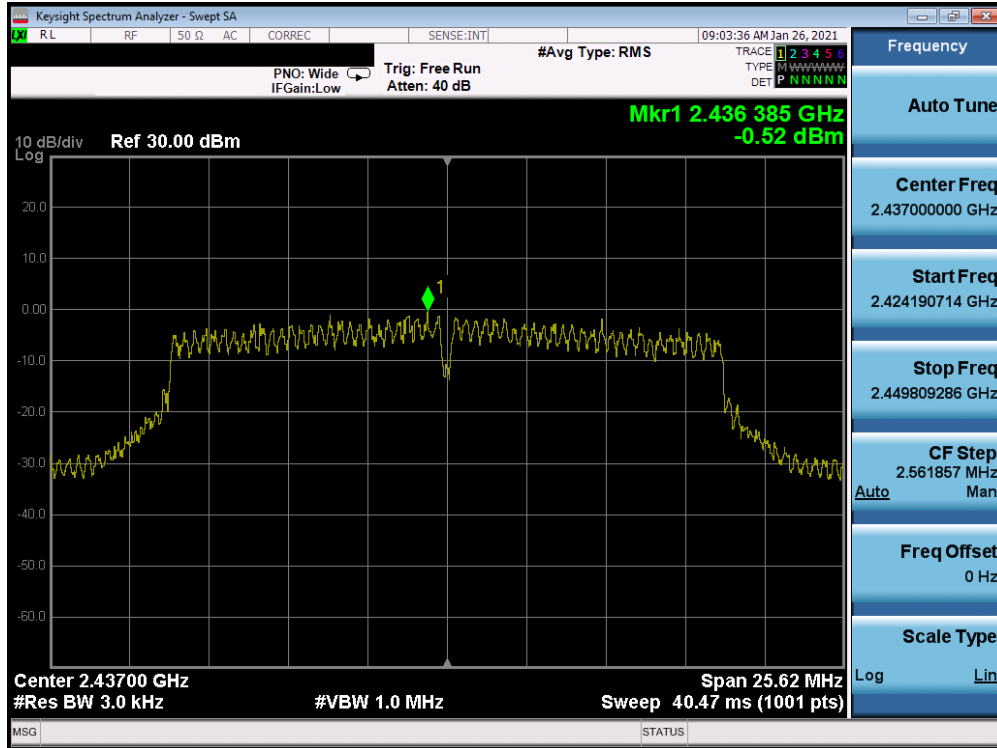 Keysight Spectrum Analyzer - Swept SA
LXI RL RF 50 Ω AC CORREC SENSE:INT 09:03:36 AM Jan 26, 2021
#Avg Type: RMS TRACE 1 2 3 4 5 6
PNO: Wide Trig: Free Run TYPE M WWWWW
IFGain:Low Atten: 40 dB DET P N N N N N
Mkr1 2.436 385 GHz
-0.52 dBm
10 dB/div Ref 30.00 dBm
Log
20.0
10.0
1
0.00
-10.0
-20.0
-30.0
-40.0
-50.0
-60.0
Center 2.43700 GHz Span 25.62 MHz
#Res BW 3.0 kHz #VBW 1.0 MHz Sweep 40.47 ms (1001 pts)
MSG STATUS
Frequency
Auto Tune
Center Freq
2.437000000 GHz
Start Freq
2.424190714 GHz
Stop Freq
2.449809286 GHz
CF Step
2.561857 MHz
Auto Man
Freq Offset
0 Hz
Scale Type
Log Lin